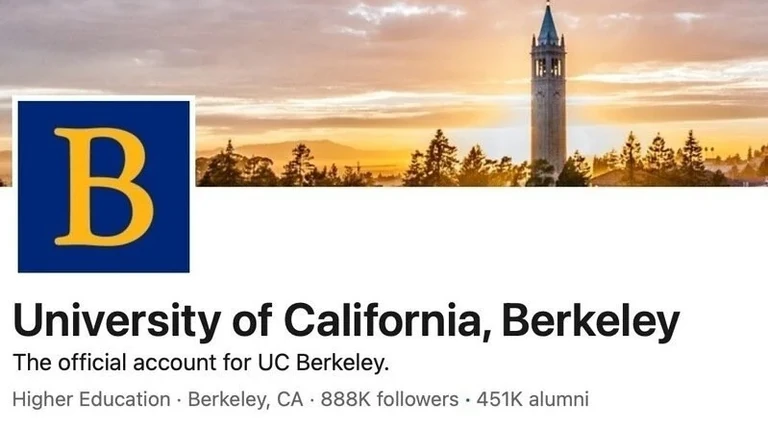 B
University of California, Berkeley
The official account for UC Berkeley.
Higher Education · Berkeley, CA · 888K followers · 451K alumni